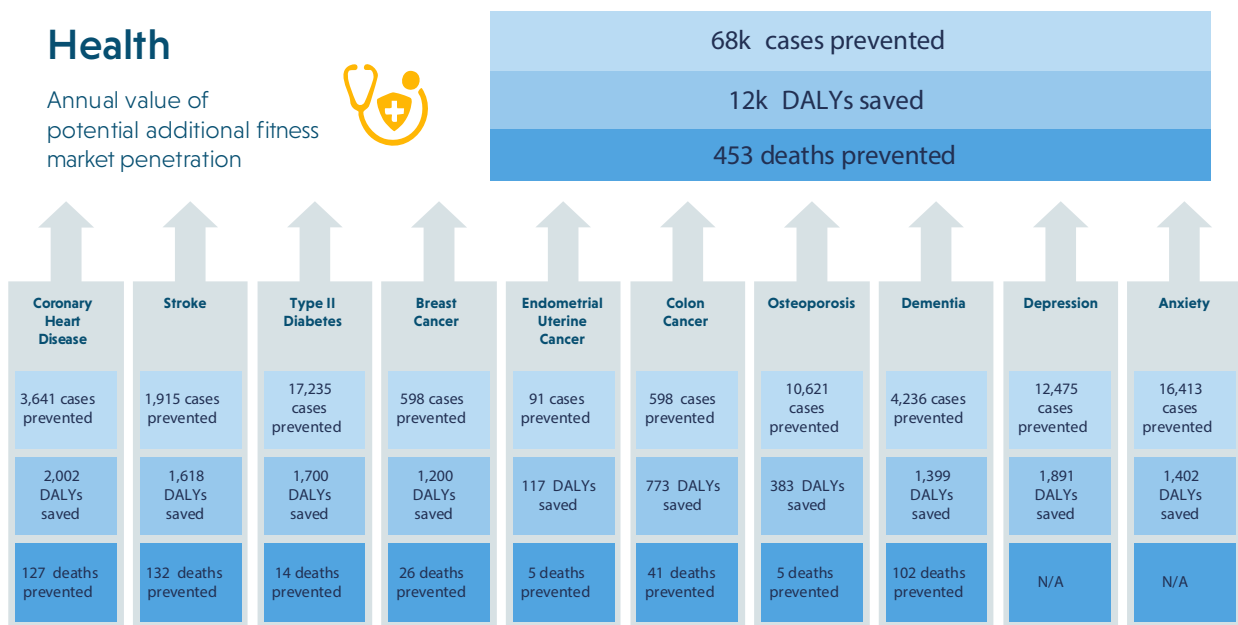 Health
Annual value of
potential additional fitness
market penetration
68k cases prevented
12k DALYs saved
453 deaths prevented
Coronary
Heart
Disease
3,641 cases
prevented
2,002
DALYs
saved
127 deaths
prevented
Stroke
1,915 cases
prevented
1,618
DALYs
saved
132 deaths
prevented
Type II
Diabetes
17,235
cases
prevented
1,700
DALYs
saved
14 deaths
prevented
Breast
Cancer
598 cases
prevented
1,200
DALYs
saved
26 deaths
prevented
Endometrial
Uterine
Cancer
91 cases
prevented
117 DALYs
saved
5 deaths
prevented
Colon
Cancer
598 cases
prevented
773 DALYs
saved
41 deaths
prevented
Osteoporosis
10,621
cases
prevented
383 DALYs
saved
5 deaths
prevented
Dementia
4,236 cases
prevented
1,399
DALYs
saved
102 deaths
prevented
Depression
12,475
cases
prevented
1,891
DALYs
saved
N/A
Anxiety
16,413
cases
prevented
1,402
DALYs
saved
N/A